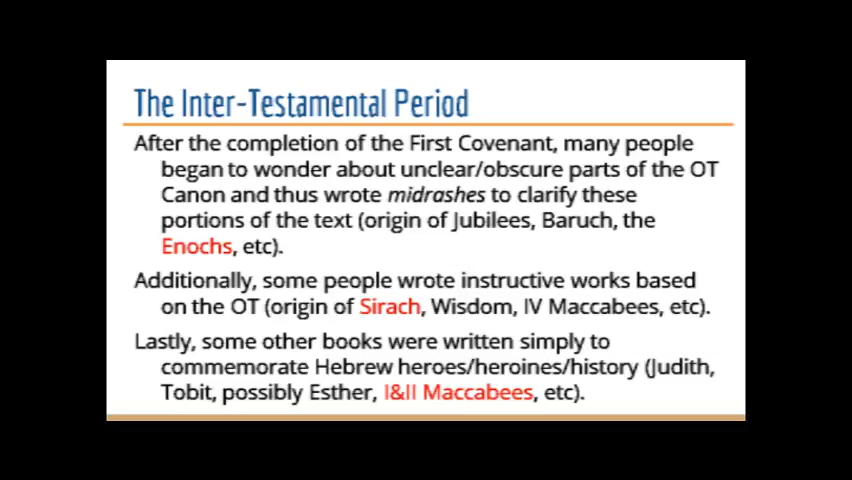 The Inter-Testamental Period
After the completion of the First Covenant, many people
began to wonder about unclear/obscure parts of the OT
Canon and thus wrote midrashes to clarify these
portions of the text (origin of Jubilees, Baruch, the
Enochs, etc).
Additionally, some people wrote instructive works based
on the OT (origin of Sirach, Wisdom, IV Maccabees, etc).
Lastly, some other books were written simply to
commemorate Hebrew heroes/heroines/history (Judith,
Tobit, possibly Esther, I&II Maccabees, etc).